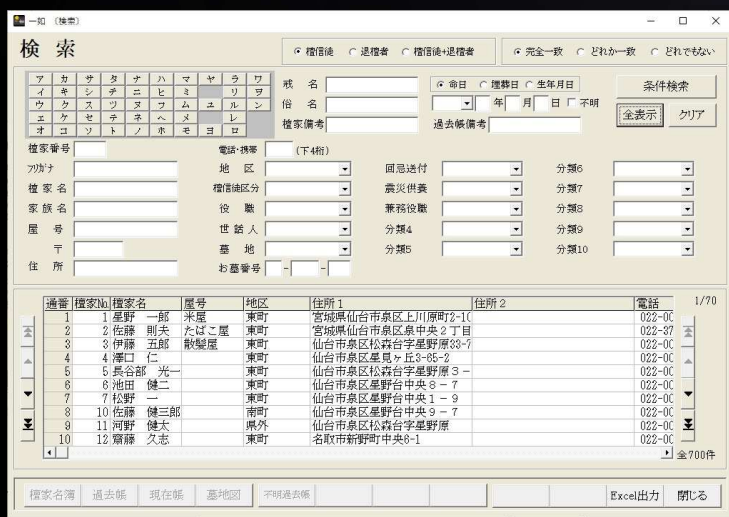 一如 〔検索〕
検 索
檀信徒 退檀者 檀信徒+退檀者
完全一致 どれか一致 どれでもない
ア カ サ タ ナ ハ マ ヤ ラ ワ
イ キ シ チ ニ ヒ ミ リ ヲ
ウ ク ス ツ ヌ フ ム ユ ル ン
エ ケ セ テ ネ ヘ メ レ
オ コ ソ ト ノ ホ モ ヨ ロ
戒 名
俗 名
檀家備考
命日 埋葬日 生年月日
年 月 日 不明
過去帳備考
条件検索
全表示 クリア
檀家番号 電話・携帯 (下4桁)
フリガナ 地 区 回忌送付 分類6
檀 家 名 檀信徒区分 震災供養 分類7
家 族 名 役 職 兼務役職 分類8
屋 号 世 話 人 分類4 分類9
〒 墓 地 分類5 分類10
住 所 お墓番号 - -
通番 檀家No. 檀家名 屋号 地区 住所1 住所2 電話 1/70
1 1 星野 一郎 米屋 東町 宮城県仙台市泉区上川原町2-1( 022-00
2 2 佐藤 則夫 たばこ屋 東町 宮城県仙台市泉区泉中央2丁目 022-37
3 3 伊藤 五郎 散髪屋 東町 仙台市泉区松森台字星野原33-7 022-00
4 4 澤口 仁 東町 仙台市泉区星見ヶ丘3-65-2 022-00
5 5 長谷部 光一 東町 仙台市泉区松森台字星野原3- 022-00
6 6 池田 健二 東町 仙台市泉区星野台中央8-7 022-00
7 7 松野 一 東町 仙台市泉区星野台中央1-9 022-00
8 10 佐藤 健三郎 南町 仙台市泉区星野台中央9-7 022-00
9 11 河野 健太 県外 仙台市泉区松森台字星野原 022-00
10 12 齋藤 久志 東町 名取市新野町中央6-1 022-00
全700件
檀家名簿 過去帳 現在帳 墓地図 不明過去帳 Excel出力 閉じる